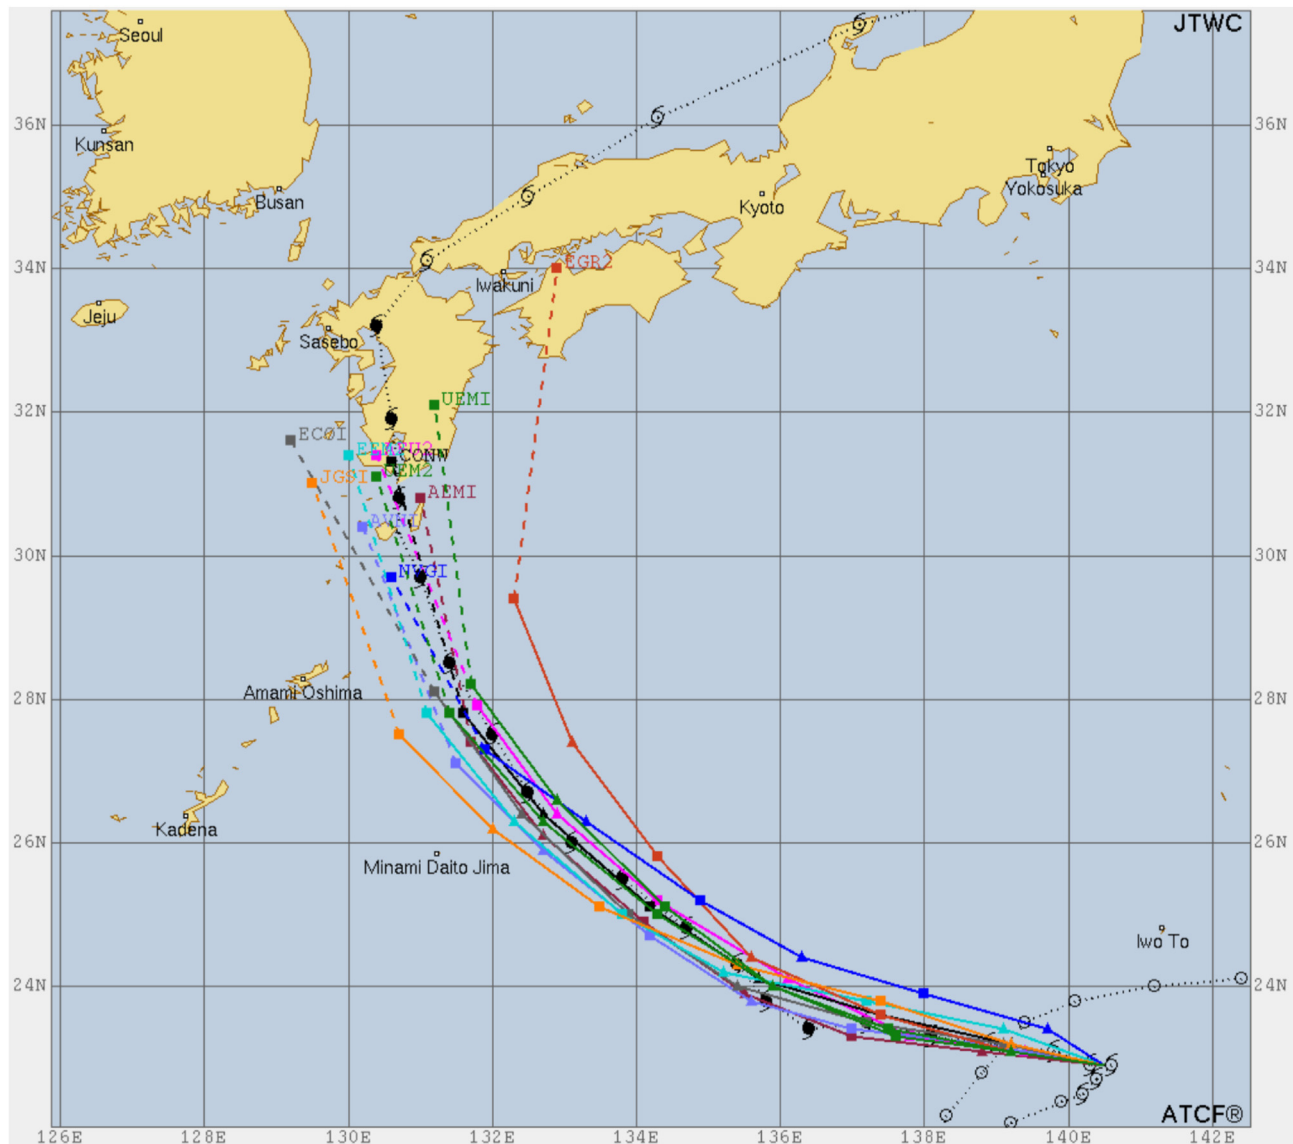 JTWC
Seoul
36N
36N
Kunsan
Tokyo
Yokosuka
Busan
Kyoto
34N
34N
EGR2
Iwakuni
Jeju
Sasebo
UEMI
32N
32N
EC0I
CONW
JGSI
UEM2
AEMI
AVNI
30N
30N
NVGI
28N
28N
Amami Oshima
26N
26N
Kadena
Minami Daito Jima
Iwo To
24N
24N
ATCF®
126E
128E
130E
132E
134E
136E
138E
140E
142E